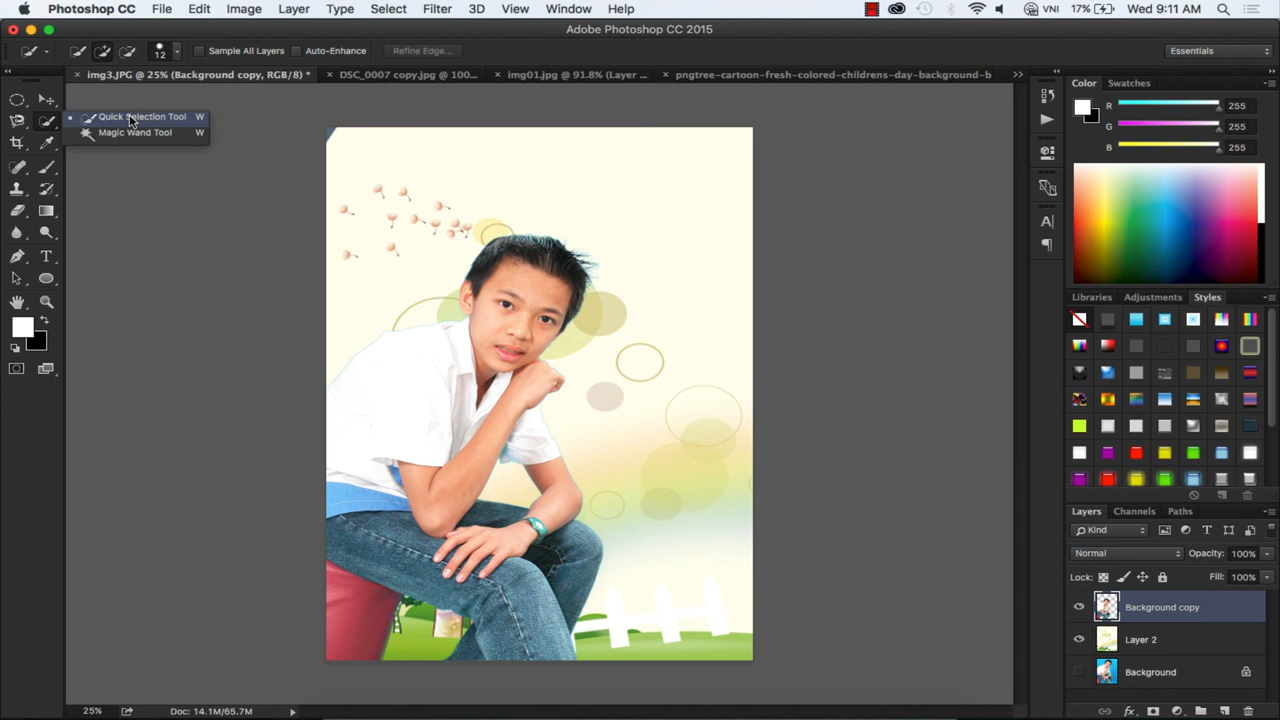 Photoshop CC File Edit Image Layer Type Select Filter 3D View Window Help VNI 17% Wed 9:11 AM
Adobe Photoshop CC 2015
12 Sample All Layers Auto-Enhance Refine Edge... Essentials
× img3.JPG @ 25% (Background copy, RGB/8) * × DSC_0007 copy.jpg @ 100... × img01.jpg @ 91.8% (Layer ... × pngtree-cartoon-fresh-colored-childrens-day-background-b >>
Quick Selection Tool W
Magic Wand Tool W
Color Swatches
R 255
G 255
B 255
Libraries Adjustments Styles
Layers Channels Paths
Kind
Normal Opacity: 100%
Lock: Fill: 100%
Background copy
Layer 2
Background
25% Doc: 14.1M/65.7M